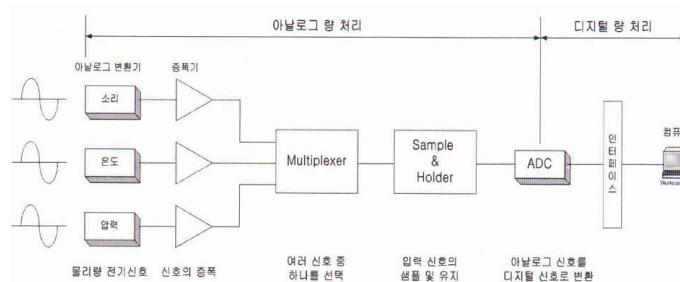 아날로그 량 처리
디지털 량 처리
아날로그 변환기
증폭기
소리
온도
압력
Multiplexer
Sample
&
Holder
ADC
인터페이스
컴퓨
물리량 전기신호
신호의 증폭
여러 신호 중
하나를 선택
입력 신호의
샘플 및 유지
아날로그 신호를
디지털 신호로 변환